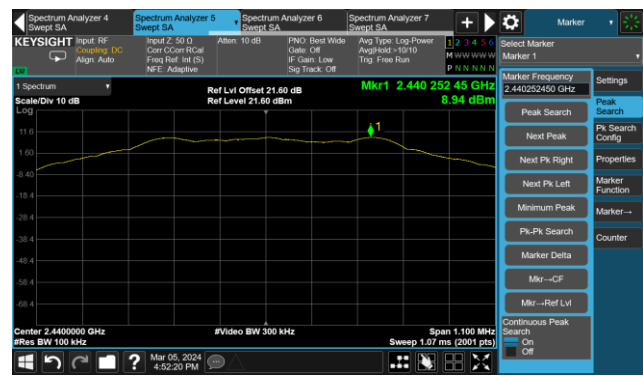 Spectrum Analyzer 4
Swept SA
Spectrum Analyzer 5
Swept SA
Spectrum Analyzer 6
Swept SA
Spectrum Analyzer 7
Swept SA
Marker
KEYSIGHT
Input: RF
Coupling: DC
Align: Auto
Input Z: 50 Ω
Corr CCorr RCal
Freq Ref: Int (S)
NFE: Adaptive
Atten: 10 dB
PNO: Best Wide
Gate: Off
IF Gain: Low
Sig Track: Off
Avg Type: Log-Power
Avg|Hold:>10/10
Trig: Free Run
1 2 3 4 5 6
M W W W W W
P N N N N N
LXI
Select Marker
Marker 1
1 Spectrum
Scale/Div 10 dB
Log
Ref Lvl Offset 21.60 dB
Ref Level 21.60 dBm
Mkr1 2.440 252 45 GHz
8.94 dBm
1
11.6
1.60
-8.40
-18.4
-28.4
-38.4
-48.4
-58.4
-68.4
Center 2.4400000 GHz
#Res BW 100 kHz
#Video BW 300 kHz
Span 1.100 MHz
Sweep 1.07 ms (2001 pts)
Marker Frequency
2.440252450 GHz
Peak Search
Next Peak
Next Pk Right
Next Pk Left
Minimum Peak
Pk-Pk Search
Marker Delta
Mkr→CF
Mkr→Ref Lvl
Continuous Peak
Search
On
Off
Settings
Peak
Search
Pk Search
Config
Properties
Marker
Function
Marker→
Counter
Mar 05, 2024
4:52:20 PM